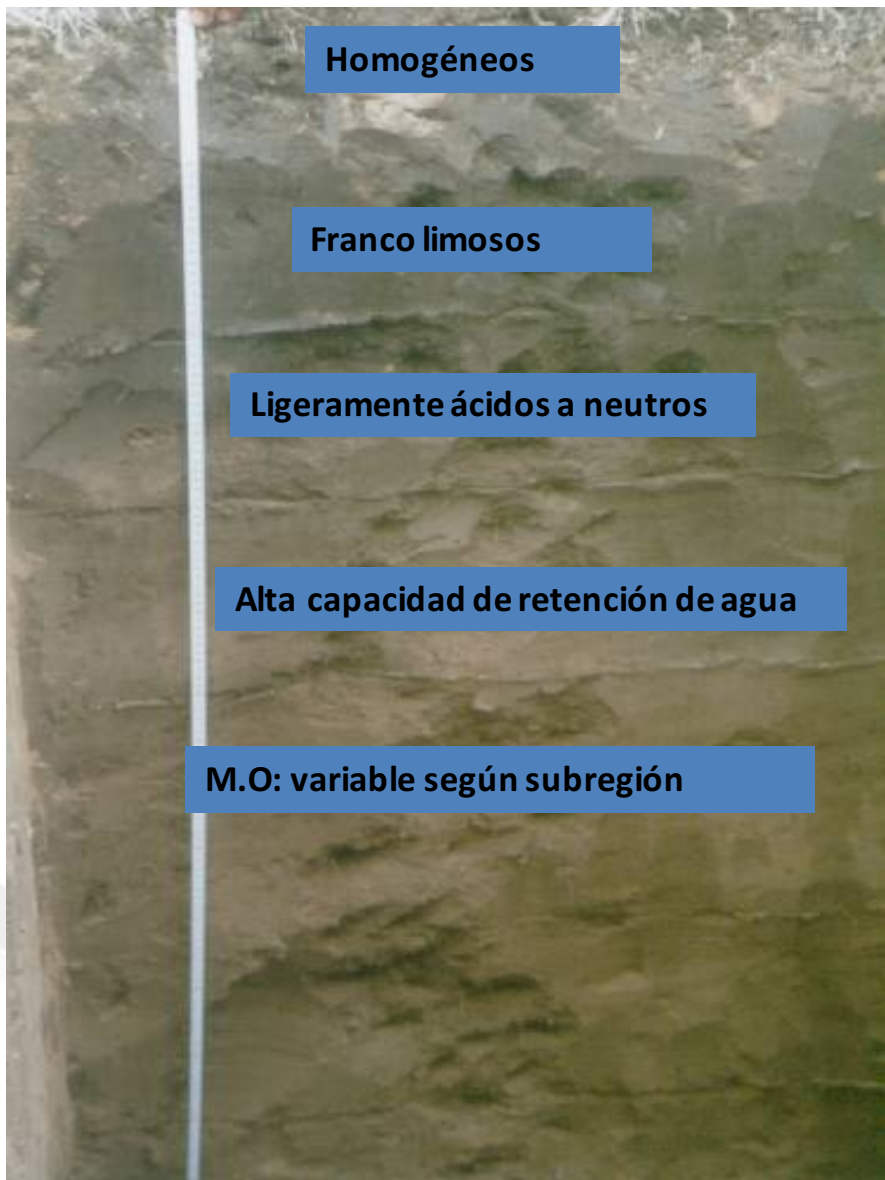 Homogéneos
Franco limosos
Ligeramente ácidos a neutros
Alta capacidad de retención de agua
M.O: variable según subregión